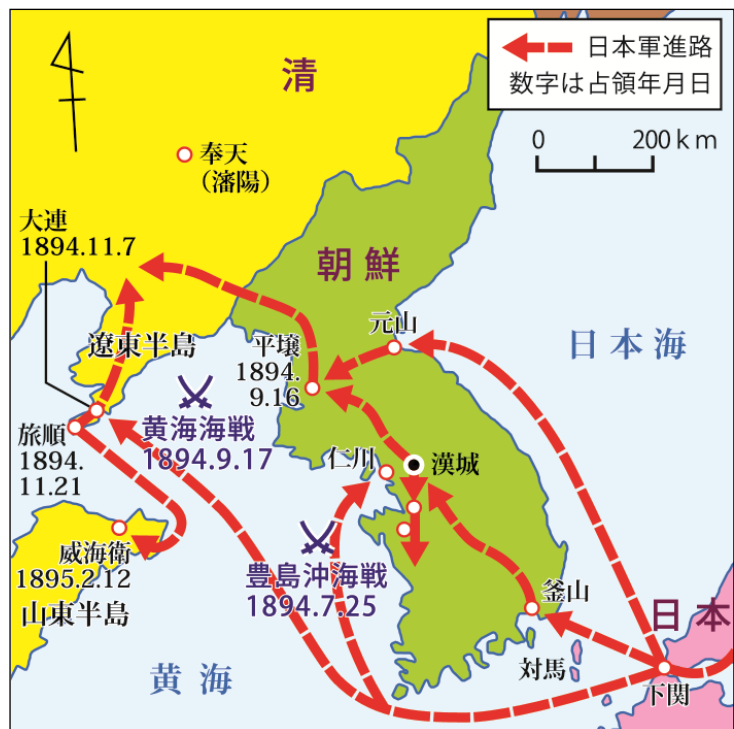 日本軍進路
数字は占領年月日
0 200km
清
奉天
（瀋陽）
大連
1894.11.7
朝鮮
元山
日本海
遼東半島
平壌
1894.
9.16
黄海海戦
1894.9.17
旅順
1894.
11.21
仁川
漢城
威海衛
1895.2.12
山東半島
豊島沖海戦
1894.7.25
釜山
日本
対馬
下関
黄海